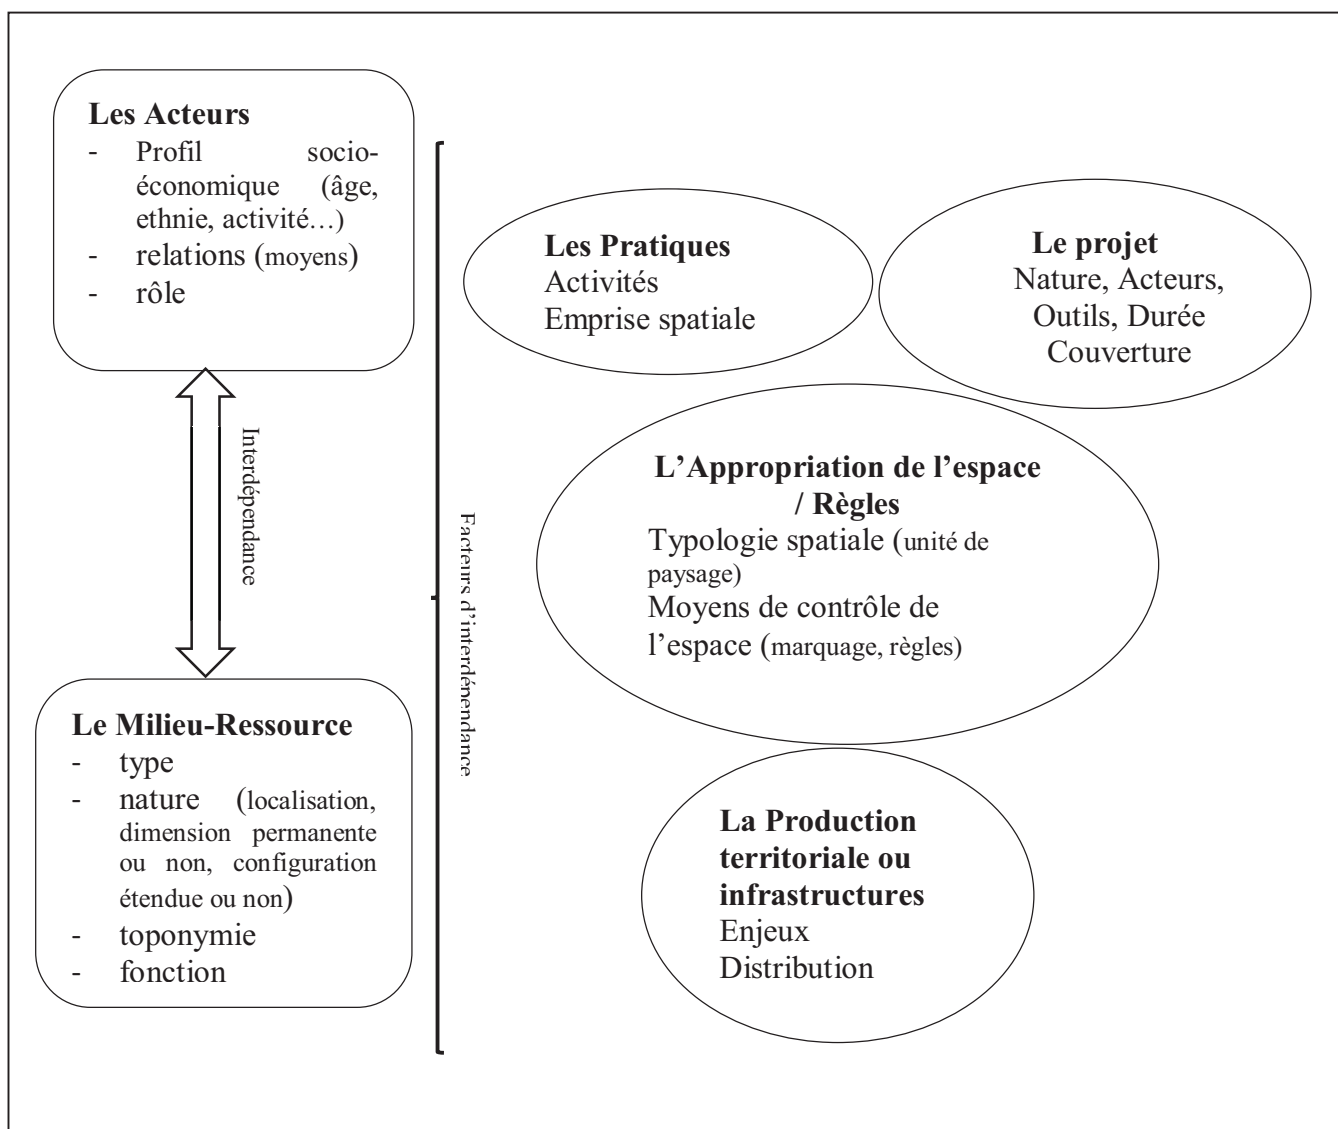 Les Acteurs
- Profil socio-
économique (âge,
ethnie, activité…)
- relations (moyens)
- rôle
Interdépendance
Le Milieu-Ressource
- type
- nature (localisation,
dimension permanente
ou non, configuration
étendue ou non)
- toponymie
- fonction
Facteurs d’interdépendance
Les Pratiques
Activités
Emprise spatiale
Le projet
Nature, Acteurs,
Outils, Durée
Couverture
L’Appropriation de l’espace
/ Règles
Typologie spatiale (unité de
paysage)
Moyens de contrôle de
l’espace (marquage, règles)
La Production
territoriale ou
infrastructures
Enjeux
Distribution